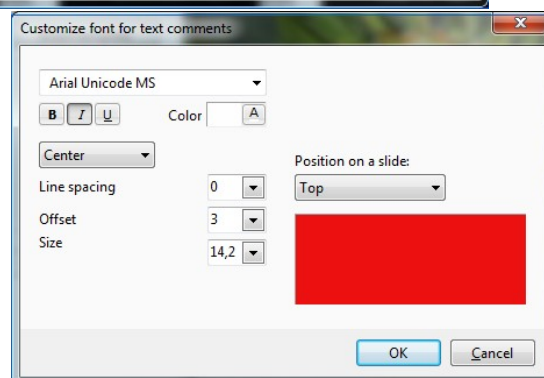 Customize font for text comments
Arial Unicode MS
B I U Color A
Center
Position on a slide:
Line spacing 0
Top
Offset 3
Size 14,2
OK Cancel